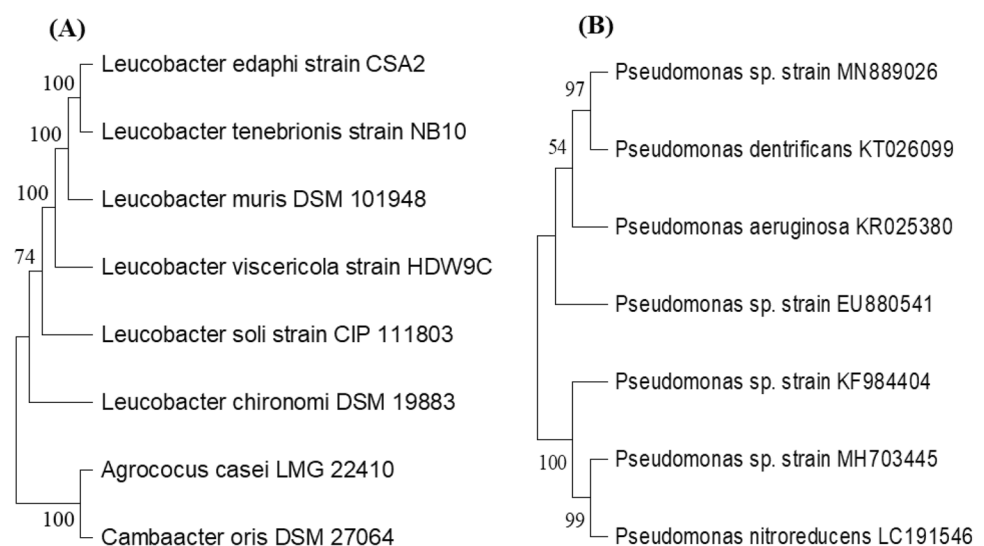 (A)
100
Leucobacter edaphi strain CSA2
100
Leucobacter tenebrionis strain NB10
100
Leucobacter muris DSM 101948
74
Leucobacter viscericola strain HDW9C
Leucobacter soli strain CIP 111803
Leucobacter chironomi DSM 19883
Agrococus casei LMG 22410
100
Cambaacter oris DSM 27064
(B)
97
Pseudomonas sp. strain MN889026
54
Pseudomonas dentrificans KT026099
Pseudomonas aeruginosa KR025380
Pseudomonas sp. strain EU880541
Pseudomonas sp. strain KF984404
100
Pseudomonas sp. strain MH703445
99
Pseudomonas nitroreducens LC191546